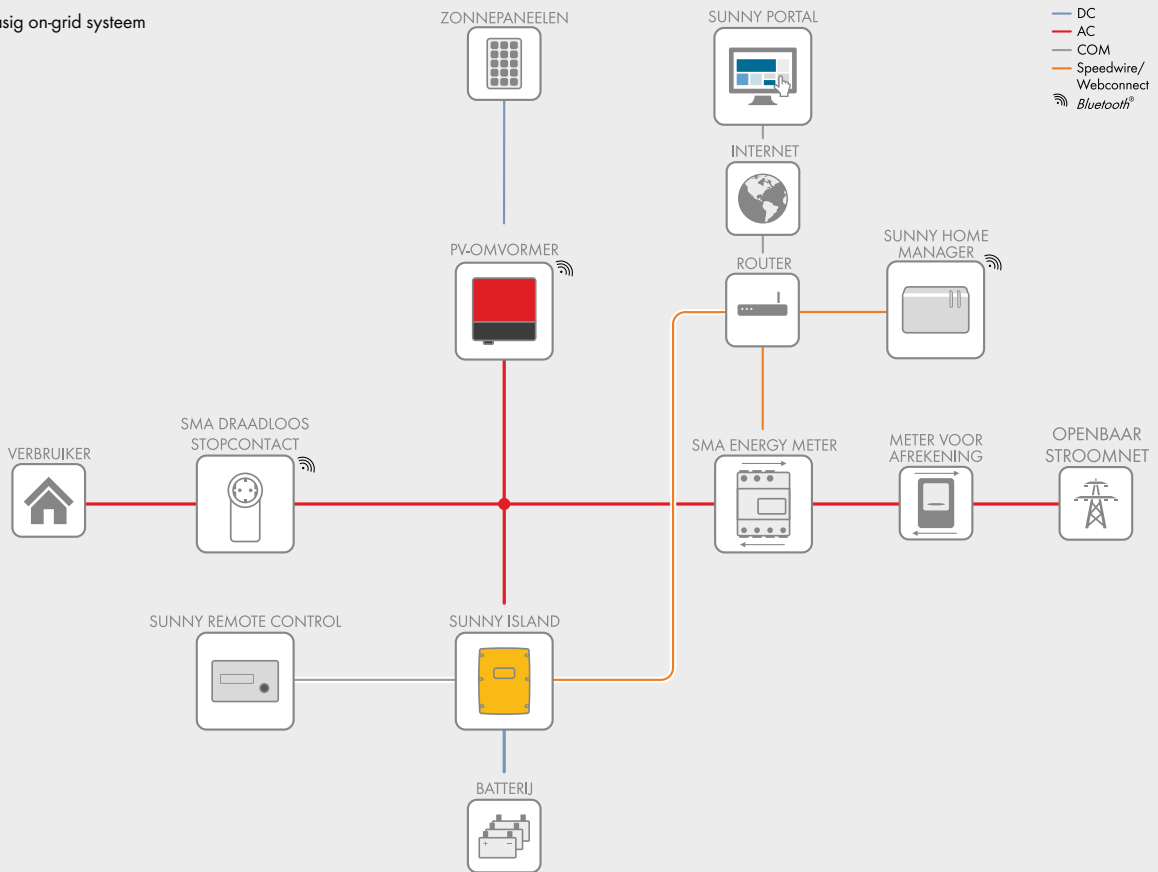 on-grid systeem
ZONNEPANEELEN
SUNNY PORTAL
DC
AC
COM
Speedwire/
Webconnect
Bluetooth®
INTERNET
PV-OMVORMER
ROUTER
SUNNY HOME
MANAGER
VERBRUIKER
SMA DRAADLOOS
STOPCONTACT
SMA ENERGY METER
METER VOOR
AFREKENING
OPENBAAR
STROOMNET
SUNNY REMOTE CONTROL
SUNNY ISLAND
BATTERIJ